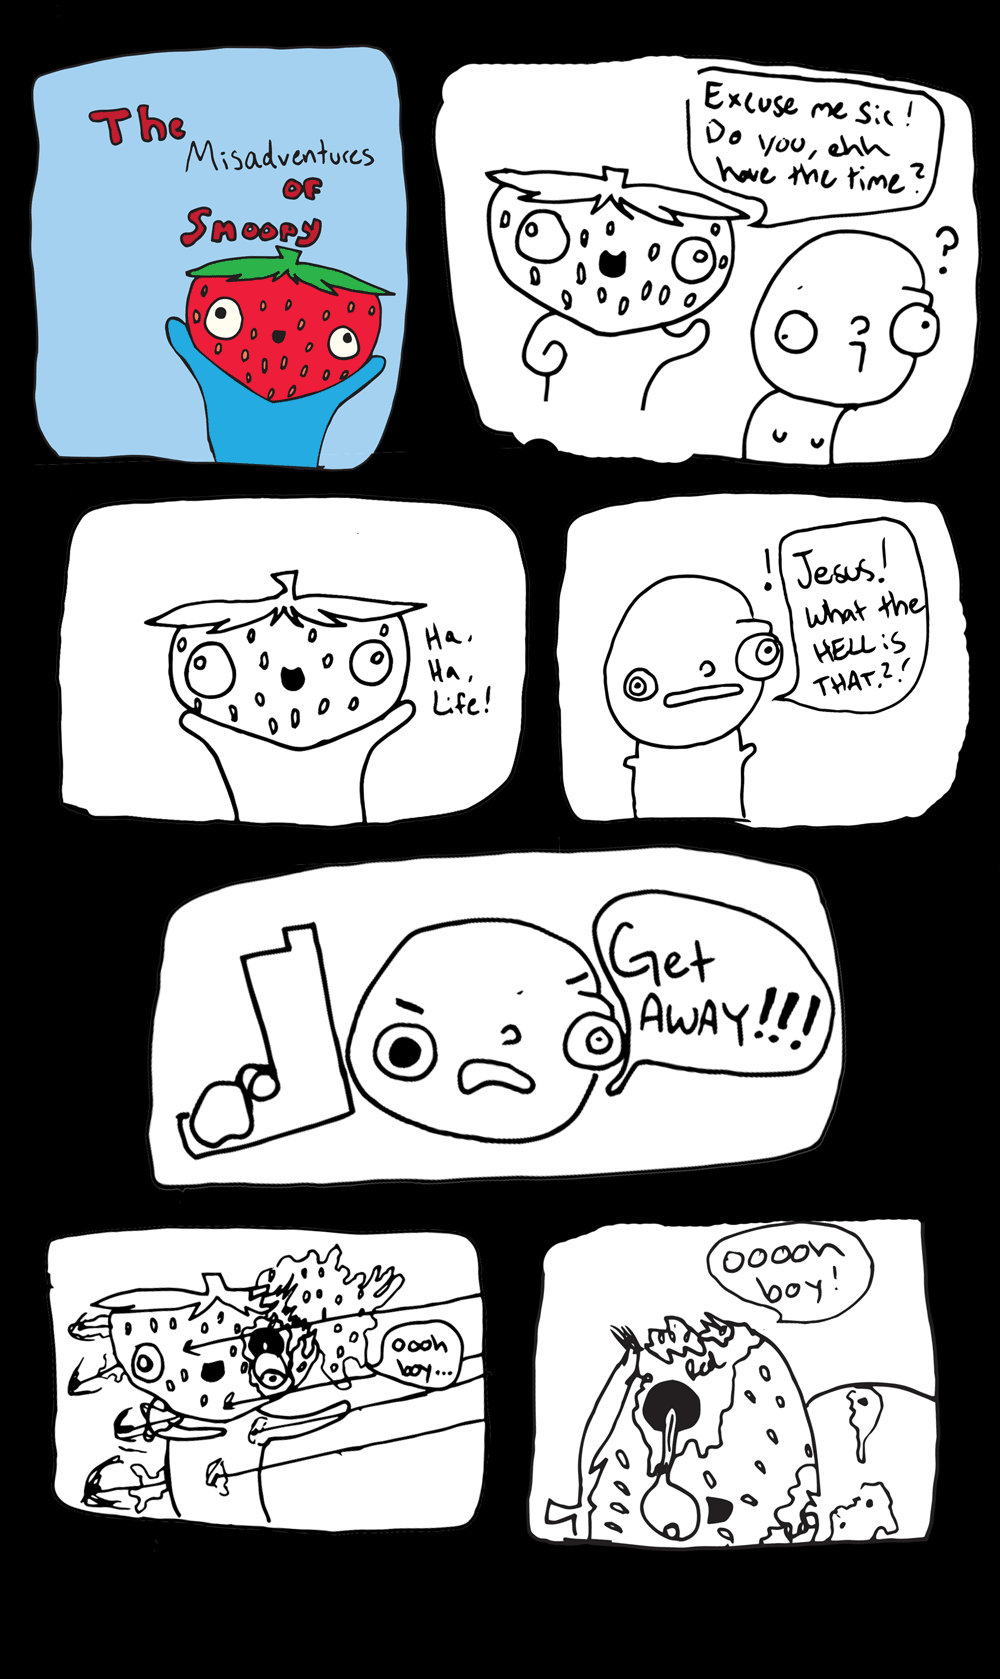 The
Misadventures
OF
Smoopy
Excuse me Sir!
Do you, ehh
have the time?
?
Ha,
Ha,
Life!
!
Jesus!
What the
HELL is
THAT?!
Get
AWAY!!!
oooh
boy...
ooooh
boy!
Red